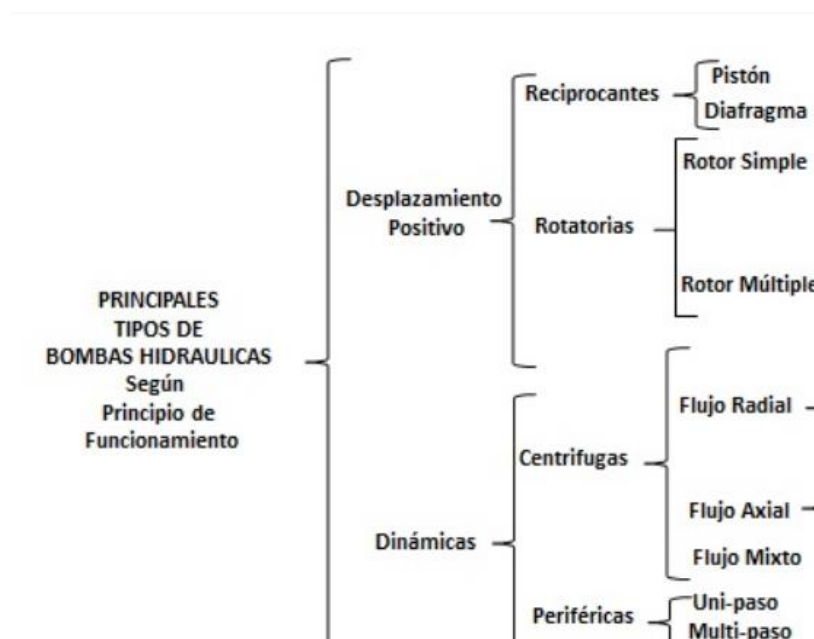 PRINCIPALES
TIPOS DE
BOMBAS HIDRAULICAS
Según
Principio de
Funcionamiento
Desplazamiento
Positivo
Reciprocantes
Pistón
Diafragma
Rotatorias
Rotor Simple
Rotor Múltiple
Dinámicas
Centrifugas
Flujo Radial
Flujo Axial
Flujo Mixto
Periféricas
Uni-paso
Multi-paso